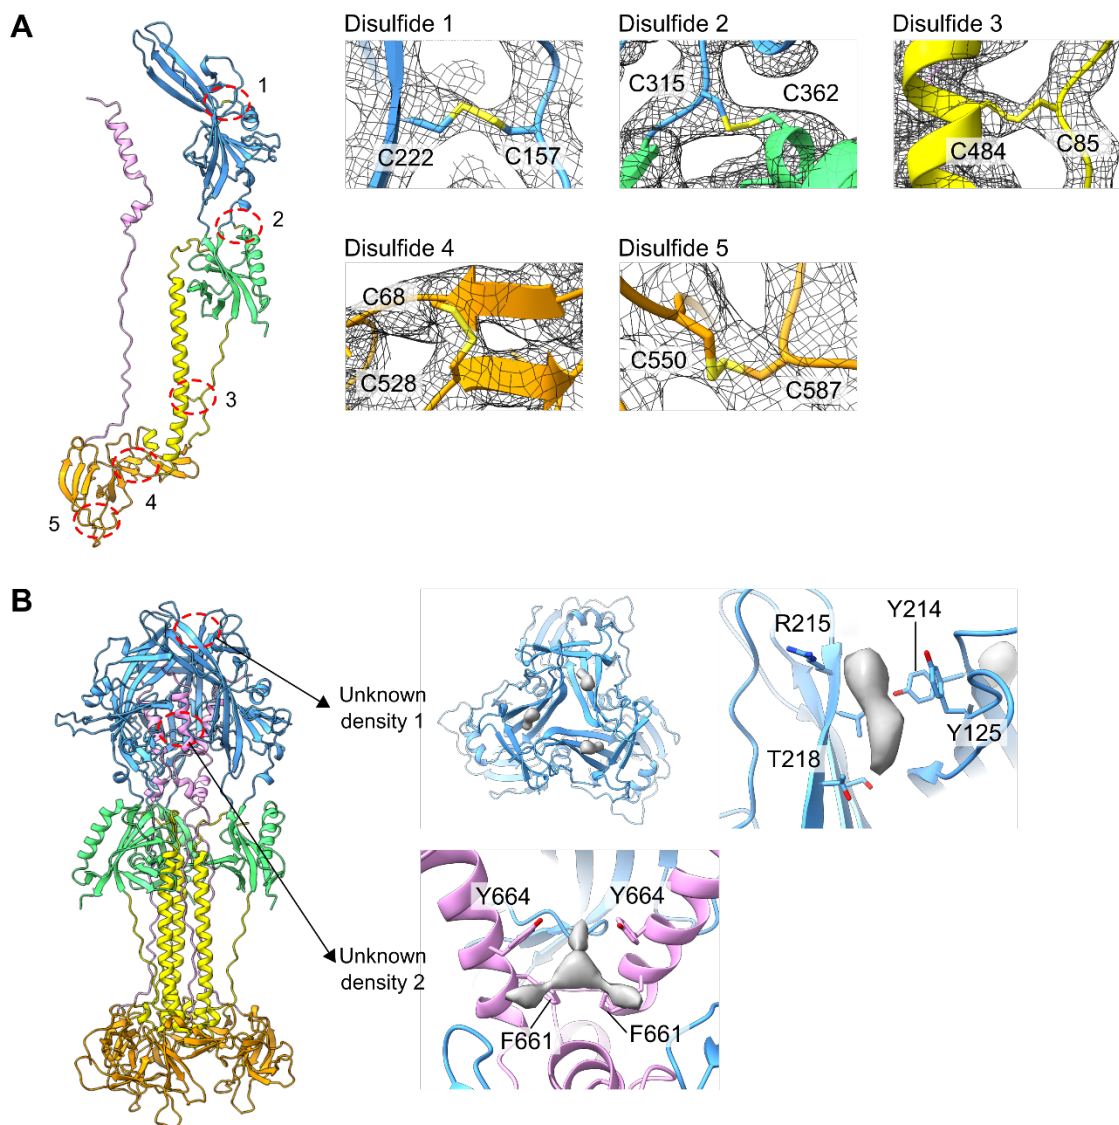 A
1
2
3
4
5
Disulfide 1
C222
C157
Disulfide 2
C315
C362
Disulfide 3
C484
C85
Disulfide 4
C68
C528
Disulfide 5
C550
C587
B
Unknown
density 1
R215
Y214
T218
Y125
Unknown
density 2
Y664
Y664
F661
F661